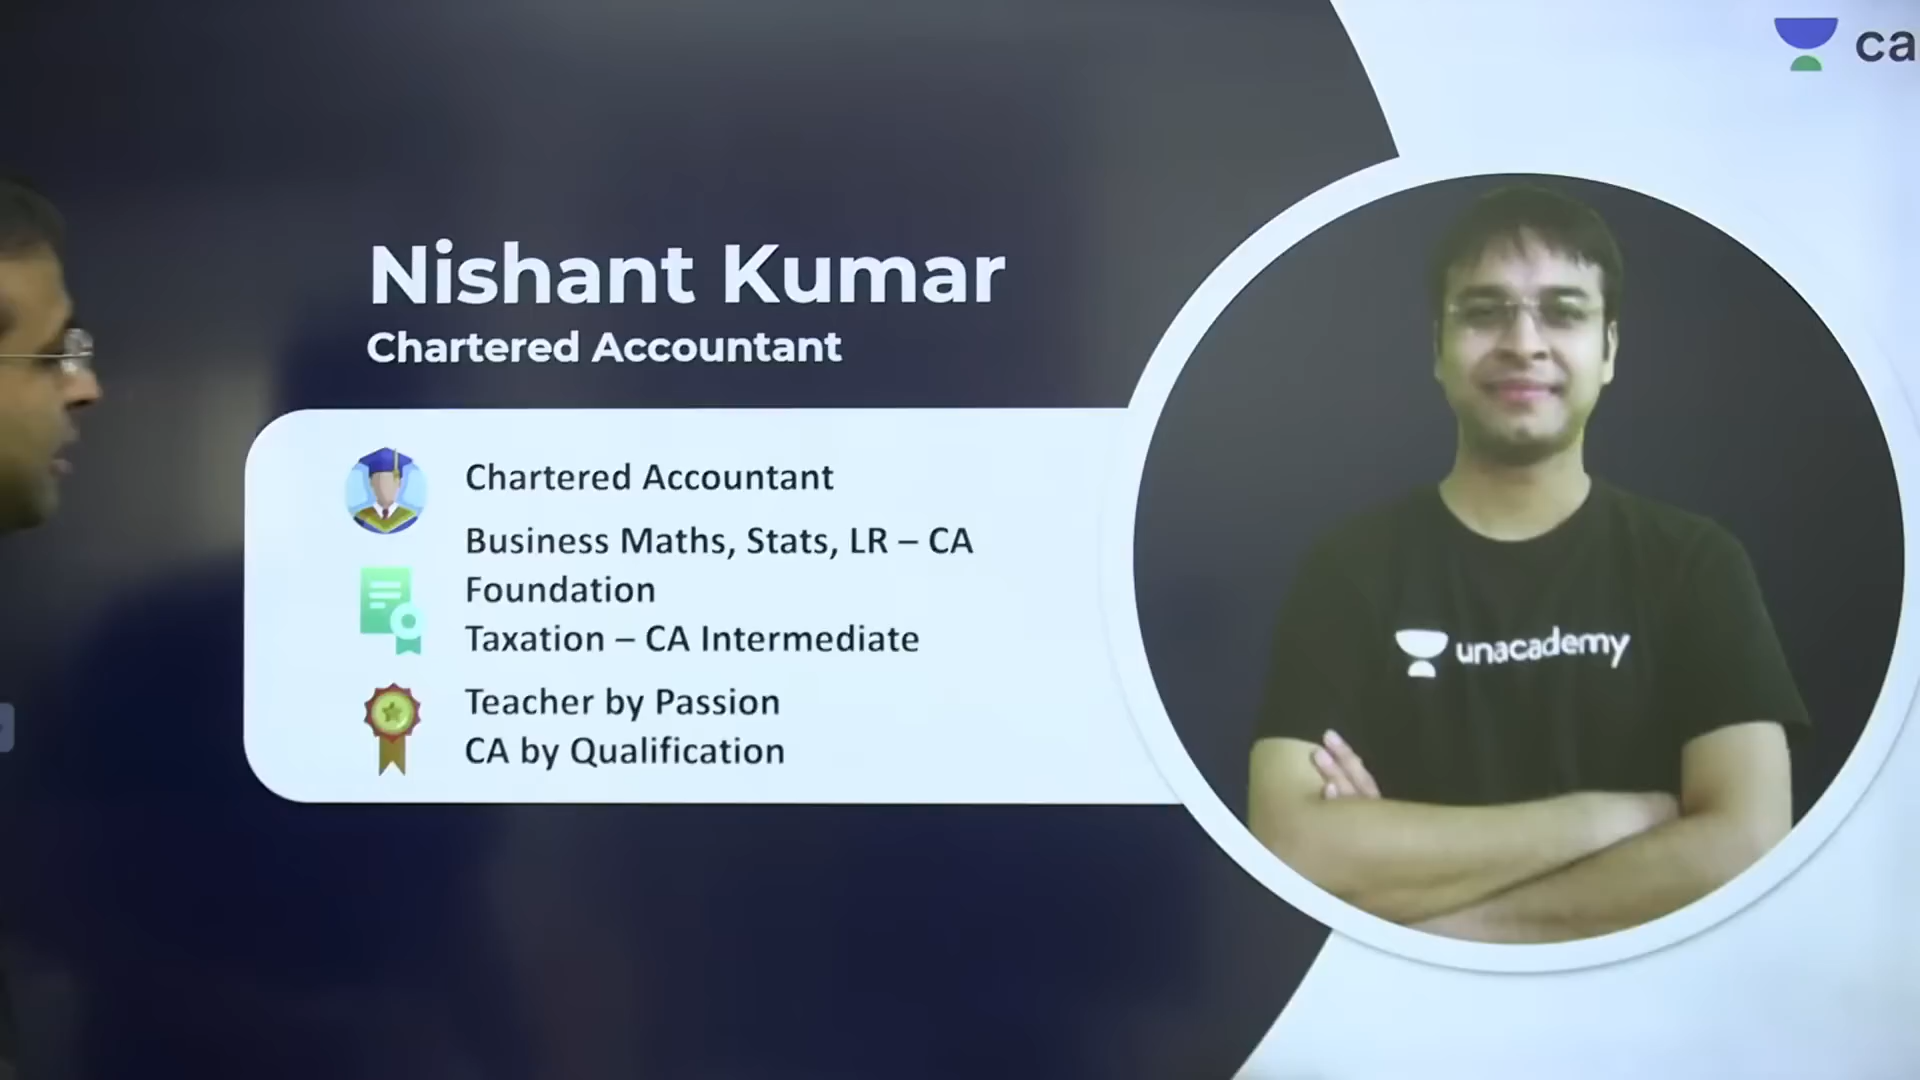 ca
Nishant Kumar
Chartered Accountant
Chartered Accountant
Business Maths, Stats, LR – CA
Foundation
Taxation – CA Intermediate
Teacher by Passion
CA by Qualification
unacademy